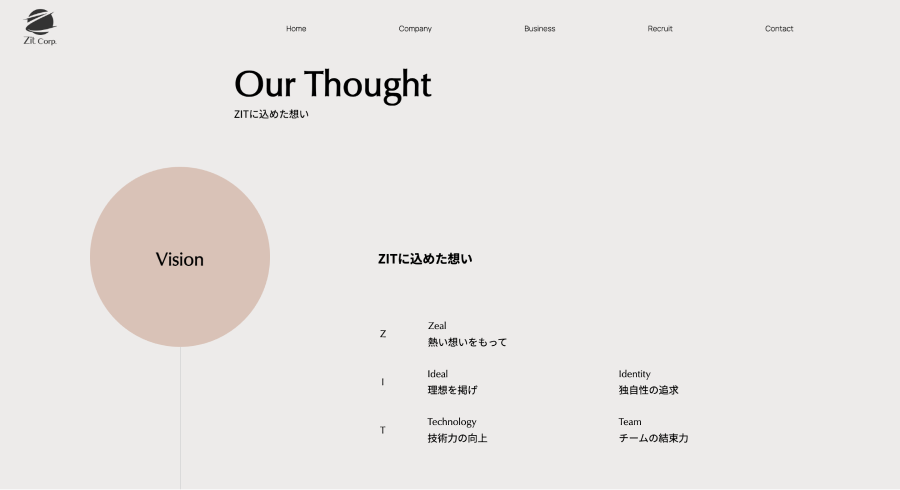 Zit Corp.
Home Company Business Recruit Contact
Our Thought
ZITに込めた想い
Vision
ZITに込めた想い
Z
Zeal
熱い想いをもって
I
Ideal
理想を掲げ
Identity
独自性の追求
T
Technology
技術力の向上
Team
チームの結束力